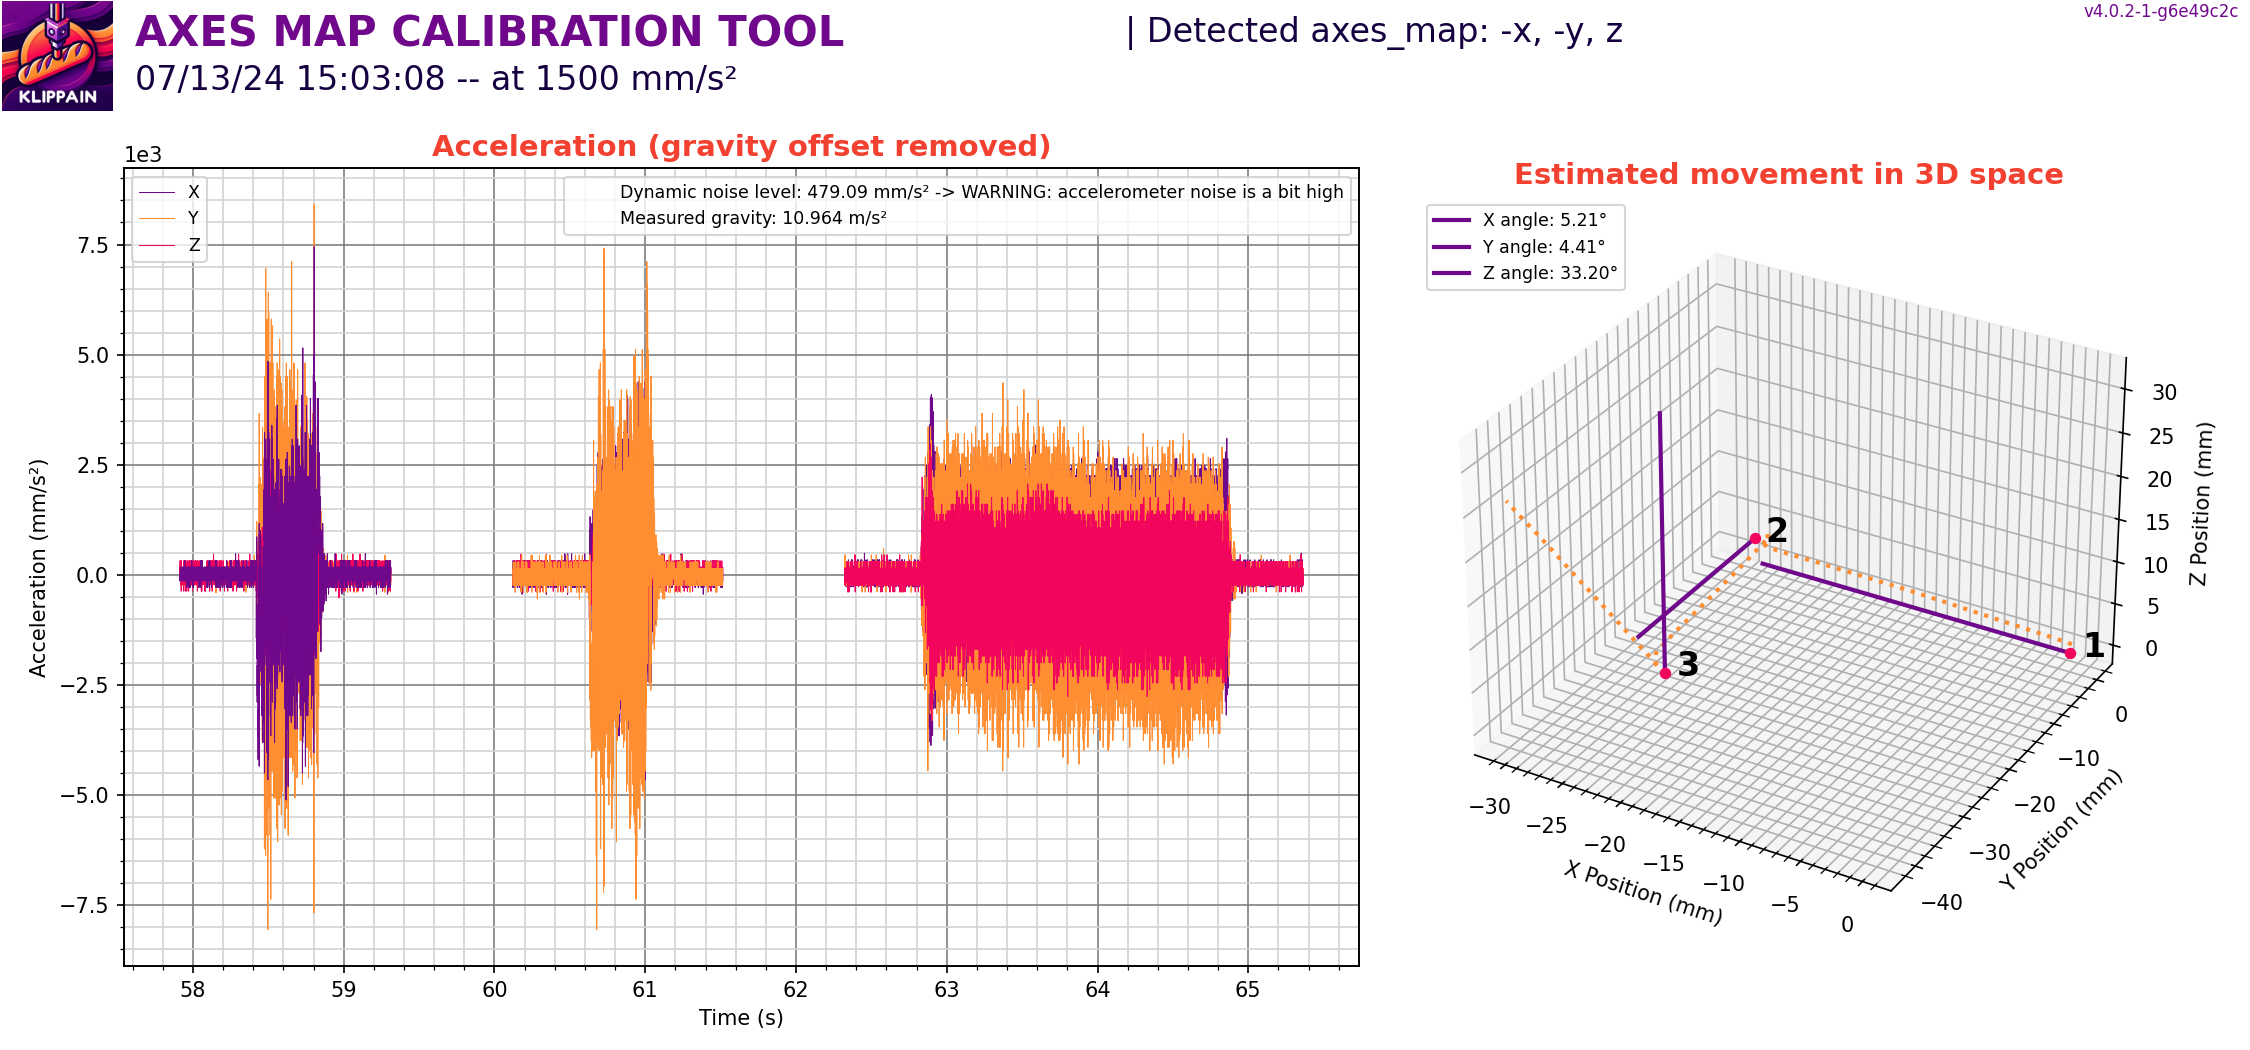 KLIPPAIN
AXES MAP CALIBRATION TOOL
07/13/24 15:03:08 -- at 1500 mm/s²
| Detected axes_map: -x, -y, z
v4.0.2-1-g6e49c2c
Acceleration (gravity offset removed)
1e3
X
Y
Z
Dynamic noise level: 479.09 mm/s² -> WARNING: accelerometer noise is a bit high
Measured gravity: 10.964 m/s²
7.5
5.0
2.5
0.0
−2.5
−5.0
−7.5
Acceleration (mm/s²)
58
59
60
61
62
63
64
65
Time (s)
Estimated movement in 3D space
X angle: 5.21°
Y angle: 4.41°
Z angle: 33.20°
1
2
3
30
25
20
15
10
5
0
Z Position (mm)
0
−10
−20
−30
−40
Y Position (mm)
−30
−25
−20
−15
−10
−5
0
X Position (mm)